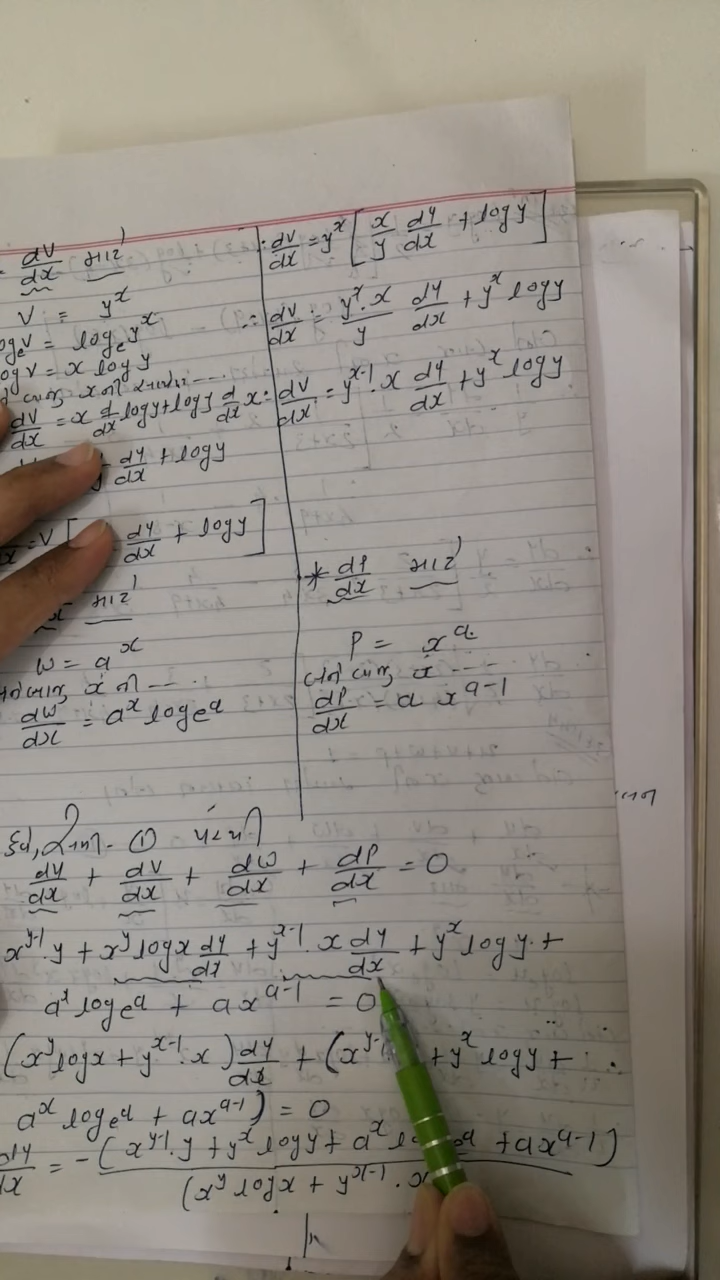 dv/dx માટે
V = y^x
log_e y^x
log V = x log y
dv/dx = x d/dx log y + log y d/dx x
dy/dx + log y
= V [ dy/dx + log y ]
માટે
w = a^x
dw/dx = a^x log_e a
∴ dv/dx = y^x [ x/y dy/dx + log y ]
∴ dv/dx = y^x · x / y dy/dx + y^x log y
∴ dv/dx = y^(x-1) · x dy/dx + y^x log y
* dp/dx માટે
P = x^a
dp/dx = a x^(a-1)
①
du/dx + dv/dx + dw/dx + dp/dx = 0
x^(y-1) · y + x^y log x dy/dx + y^(x-1) · x dy/dx + y^x log y +
a^x log_e a + a x^(a-1) = 0
(x^y log x + y^(x-1) · x) dy/dx + (x^(y-1) + y^x log y +
a^x log_e a + a x^(a-1)) = 0
dy/dx = -(x^(y-1) · y + y^x log y + a^x a + a x^(a-1))
(x^y log x + y^(x-1) ·